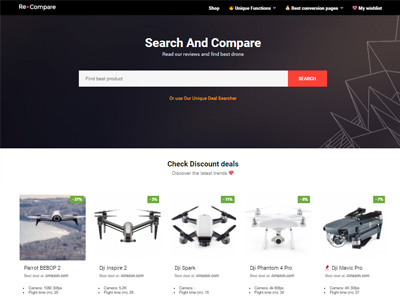 Re Compare
Shop
Unique Functions
Best conversion pages
My wishlist
Search And Compare
Read our reviews and find best drone
Find best product
SEARCH
Or use Our Unique Deal Searcher
Check Discount deals
Discover the latest trends
- 37%
- 3%
- 11%
- 6%
- 7%
Parrot BEBOP 2
Dji Inspire 2
Dji Spark
Dji Phantom 4 Pro
Dji Mavic Pro
Best deal at: Amazon.com
Best deal at: Amazon.com
Best deal at: Amazon.com
Best deal at: Amazon.com
Best deal at: Amazon.com
Camera: 1080 30fps
Camera: 5.2K
Camera:
Camera: 4k 60fps
Camera: 4K 30fps
Flight time (m): 25
Flight time (m): 27
Flight time (m): 15
Flight time (m): 30
Flight time (m): 27